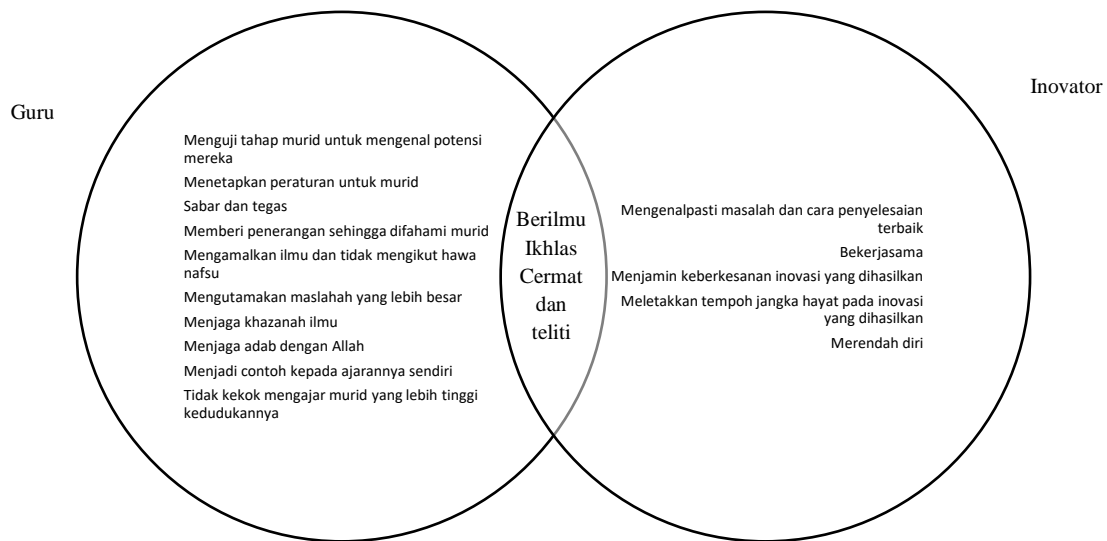 Guru
Inovator
Menguji tahap murid untuk mengenal potensi
mereka
Menetapkan peraturan untuk murid
Sabar dan tegas
Memberi penerangan sehingga difahami murid
Mengamalkan ilmu dan tidak mengikut hawa
nafsu
Mengutamakan maslahah yang lebih besar
Menjaga khazanah ilmu
Menjaga adab dengan Allah
Menjadi contoh kepada ajarannya sendiri
Tidak kekok mengajar murid yang lebih tinggi
kedudukannya
Berilmu
Ikhlas
Cermat
dan
teliti
Mengenalpasti masalah dan cara penyelesaian
terbaik
Bekerjasama
Menjamin keberkesanan inovasi yang dihasilkan
Meletakkan tempoh jangka hayat pada inovasi
yang dihasilkan
Merendah diri